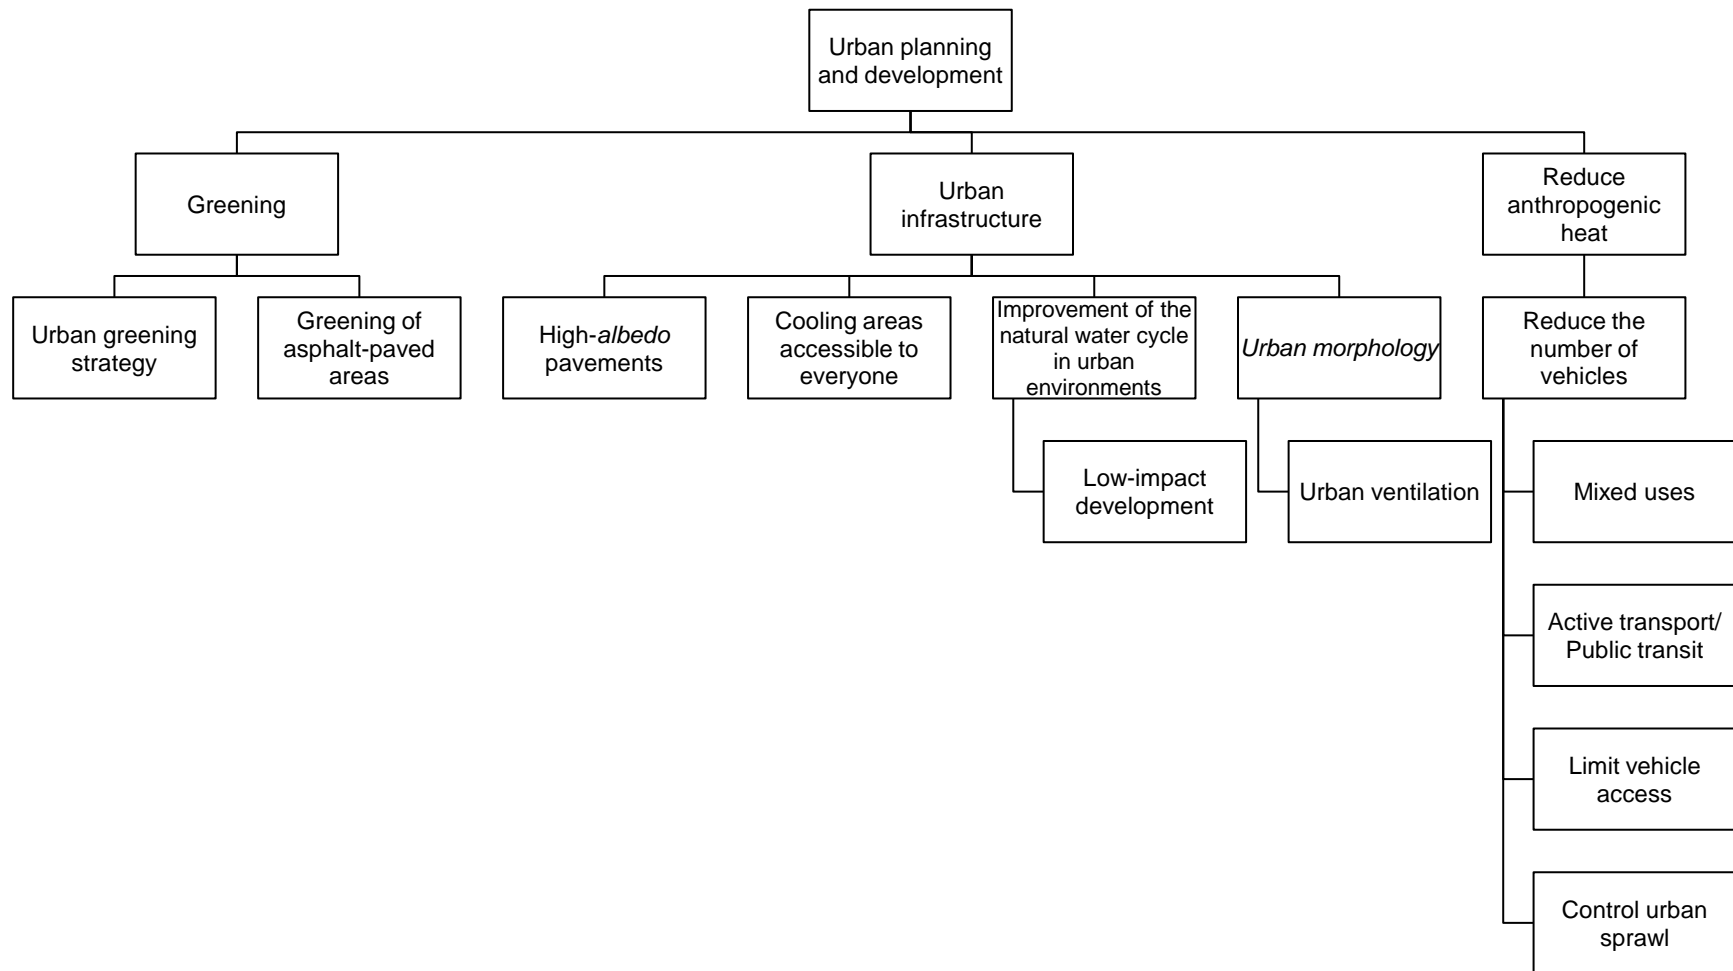 Urban planning
and development
Greening
Urban
infrastructure
Reduce
anthropogenic
heat
Urban greening
strategy
Greening of
asphalt-paved
areas
High-albedo
pavements
Cooling areas
accessible to
everyone
Improvement of the
natural water cycle
in urban
environments
Urban morphology
Reduce the
number of
vehicles
Low-impact
development
Urban ventilation
Mixed uses
Active transport/
Public transit
Limit vehicle
access
Control urban
sprawl